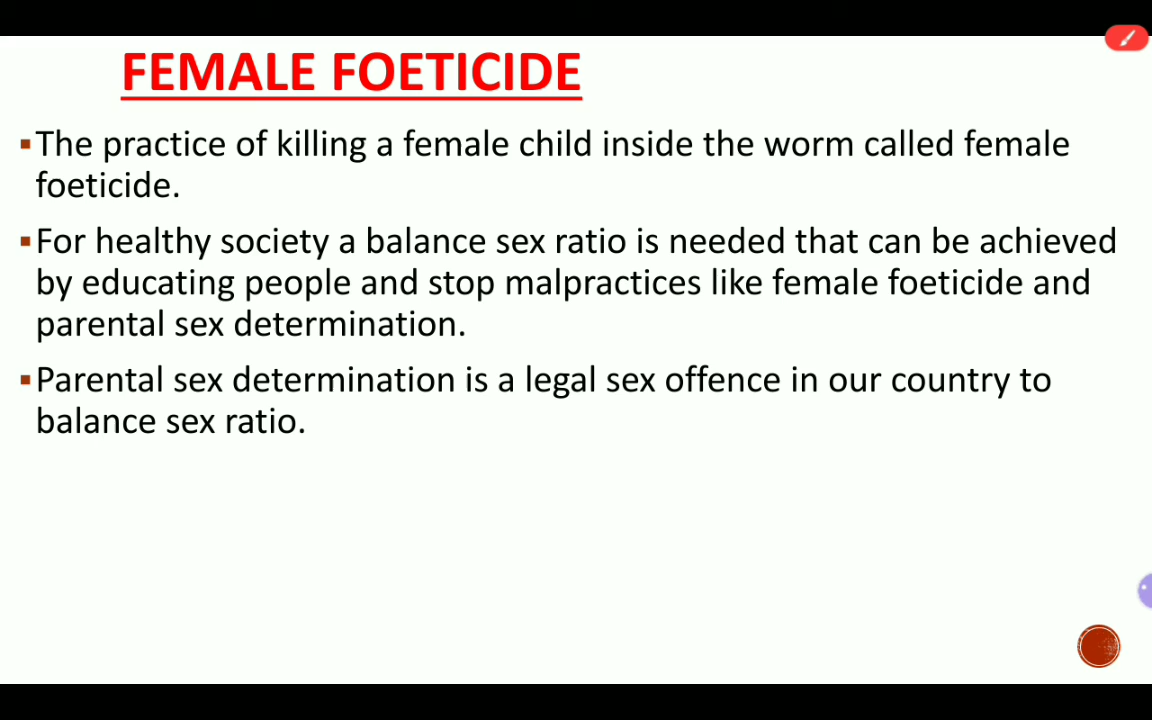 FEMALE FOETICIDE
▪The practice of killing a female child inside the worm called female
foeticide.
▪For healthy society a balance sex ratio is needed that can be achieved
by educating people and stop malpractices like female foeticide and
parental sex determination.
▪Parental sex determination is a legal sex offence in our country to
balance sex ratio.